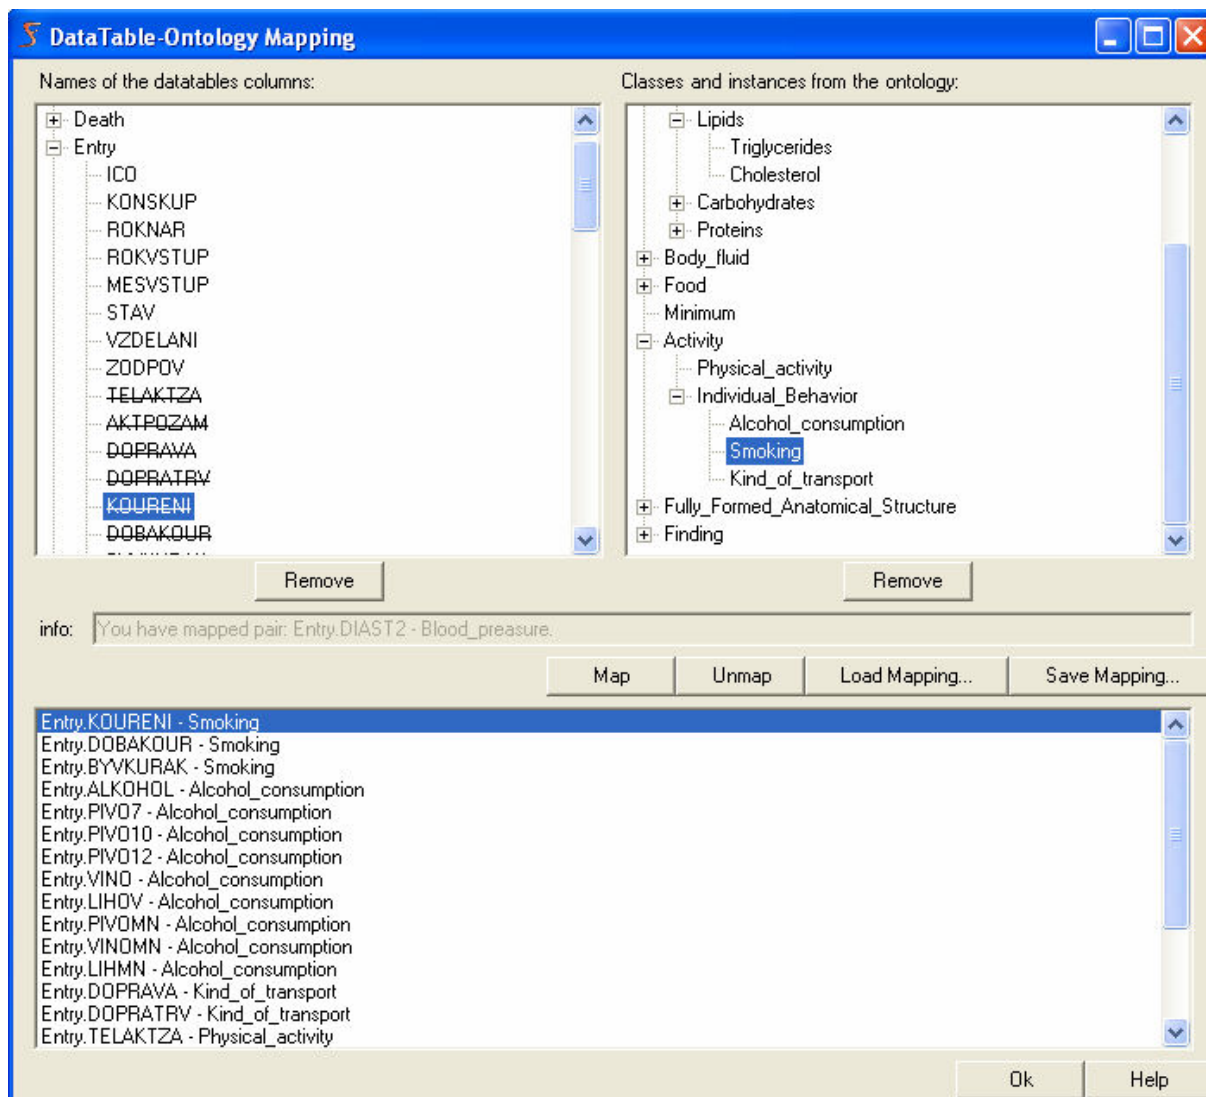 DataTable-Ontology Mapping
Names of the datatables columns:
Death
Entry
ICO
KONSKUP
ROKNAR
ROKVSTUP
MESVSTUP
STAV
VZDELANI
ZODPOV
TELAKTZA
AKTPOZAM
DOPRAVA
DOPRATRV
KOURENI
DOBAKOUR
Remove
Classes and instances from the ontology:
Lipids
Triglycerides
Cholesterol
Carbohydrates
Proteins
Body_fluid
Food
Minimum
Activity
Physical_activity
Individual_Behavior
Alcohol_consumption
Smoking
Kind_of_transport
Fully_Formed_Anatomical_Structure
Finding
Remove
info: You have mapped pair: Entry.DIAST2 - Blood_preasure.
Map Unmap Load Mapping... Save Mapping...
Entry.KOURENI - Smoking
Entry.DOBAKOUR - Smoking
Entry.BYVKURAK - Smoking
Entry.ALKOHOL - Alcohol_consumption
Entry.PIVO7 - Alcohol_consumption
Entry.PIVO10 - Alcohol_consumption
Entry.PIVO12 - Alcohol_consumption
Entry.VINO - Alcohol_consumption
Entry.LIHOV - Alcohol_consumption
Entry.PIVOMN - Alcohol_consumption
Entry.VINOMN - Alcohol_consumption
Entry.LIHMN - Alcohol_consumption
Entry.DOPRAVA - Kind_of_transport
Entry.DOPRATRV - Kind_of_transport
Entry.TELAKTZA - Physical_activity
Ok Help